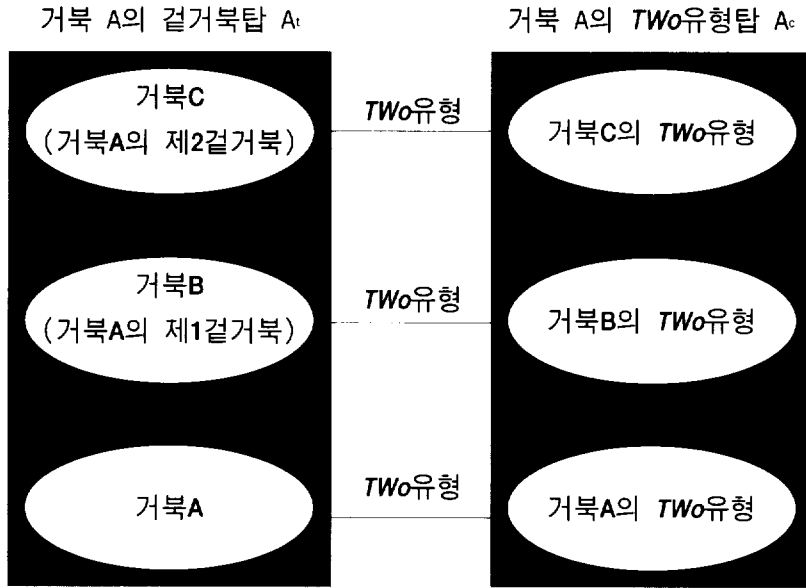 거북 A의 겉거북탑 At
거북 A의 TWo유형탑 Ac
거북C
(거북A의 제2겉거북)
TWo유형
거북C의 TWo유형
거북B
(거북A의 제1겉거북)
TWo유형
거북B의 TWo유형
거북A
TWo유형
거북A의 TWo유형